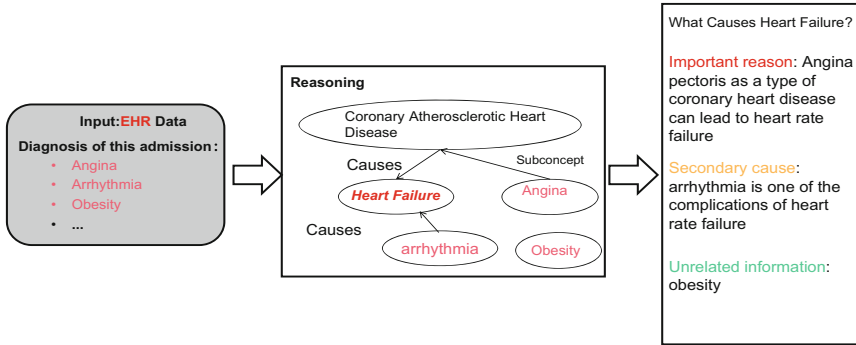 Input:EHR Data
Diagnosis of this admission:
• Angina
• Arrhythmia
• Obesity
• ...
Reasoning
Coronary Atherosclerotic Heart
Disease
Causes
Subconcept
Heart Failure
Angina
Causes
arrhythmia
Obesity
What Causes Heart Failure?
Important reason: Angina
pectoris as a type of
coronary heart disease
can lead to heart rate
failure
Secondary cause:
arrhythmia is one of the
complications of heart
rate failure
Unrelated information:
obesity